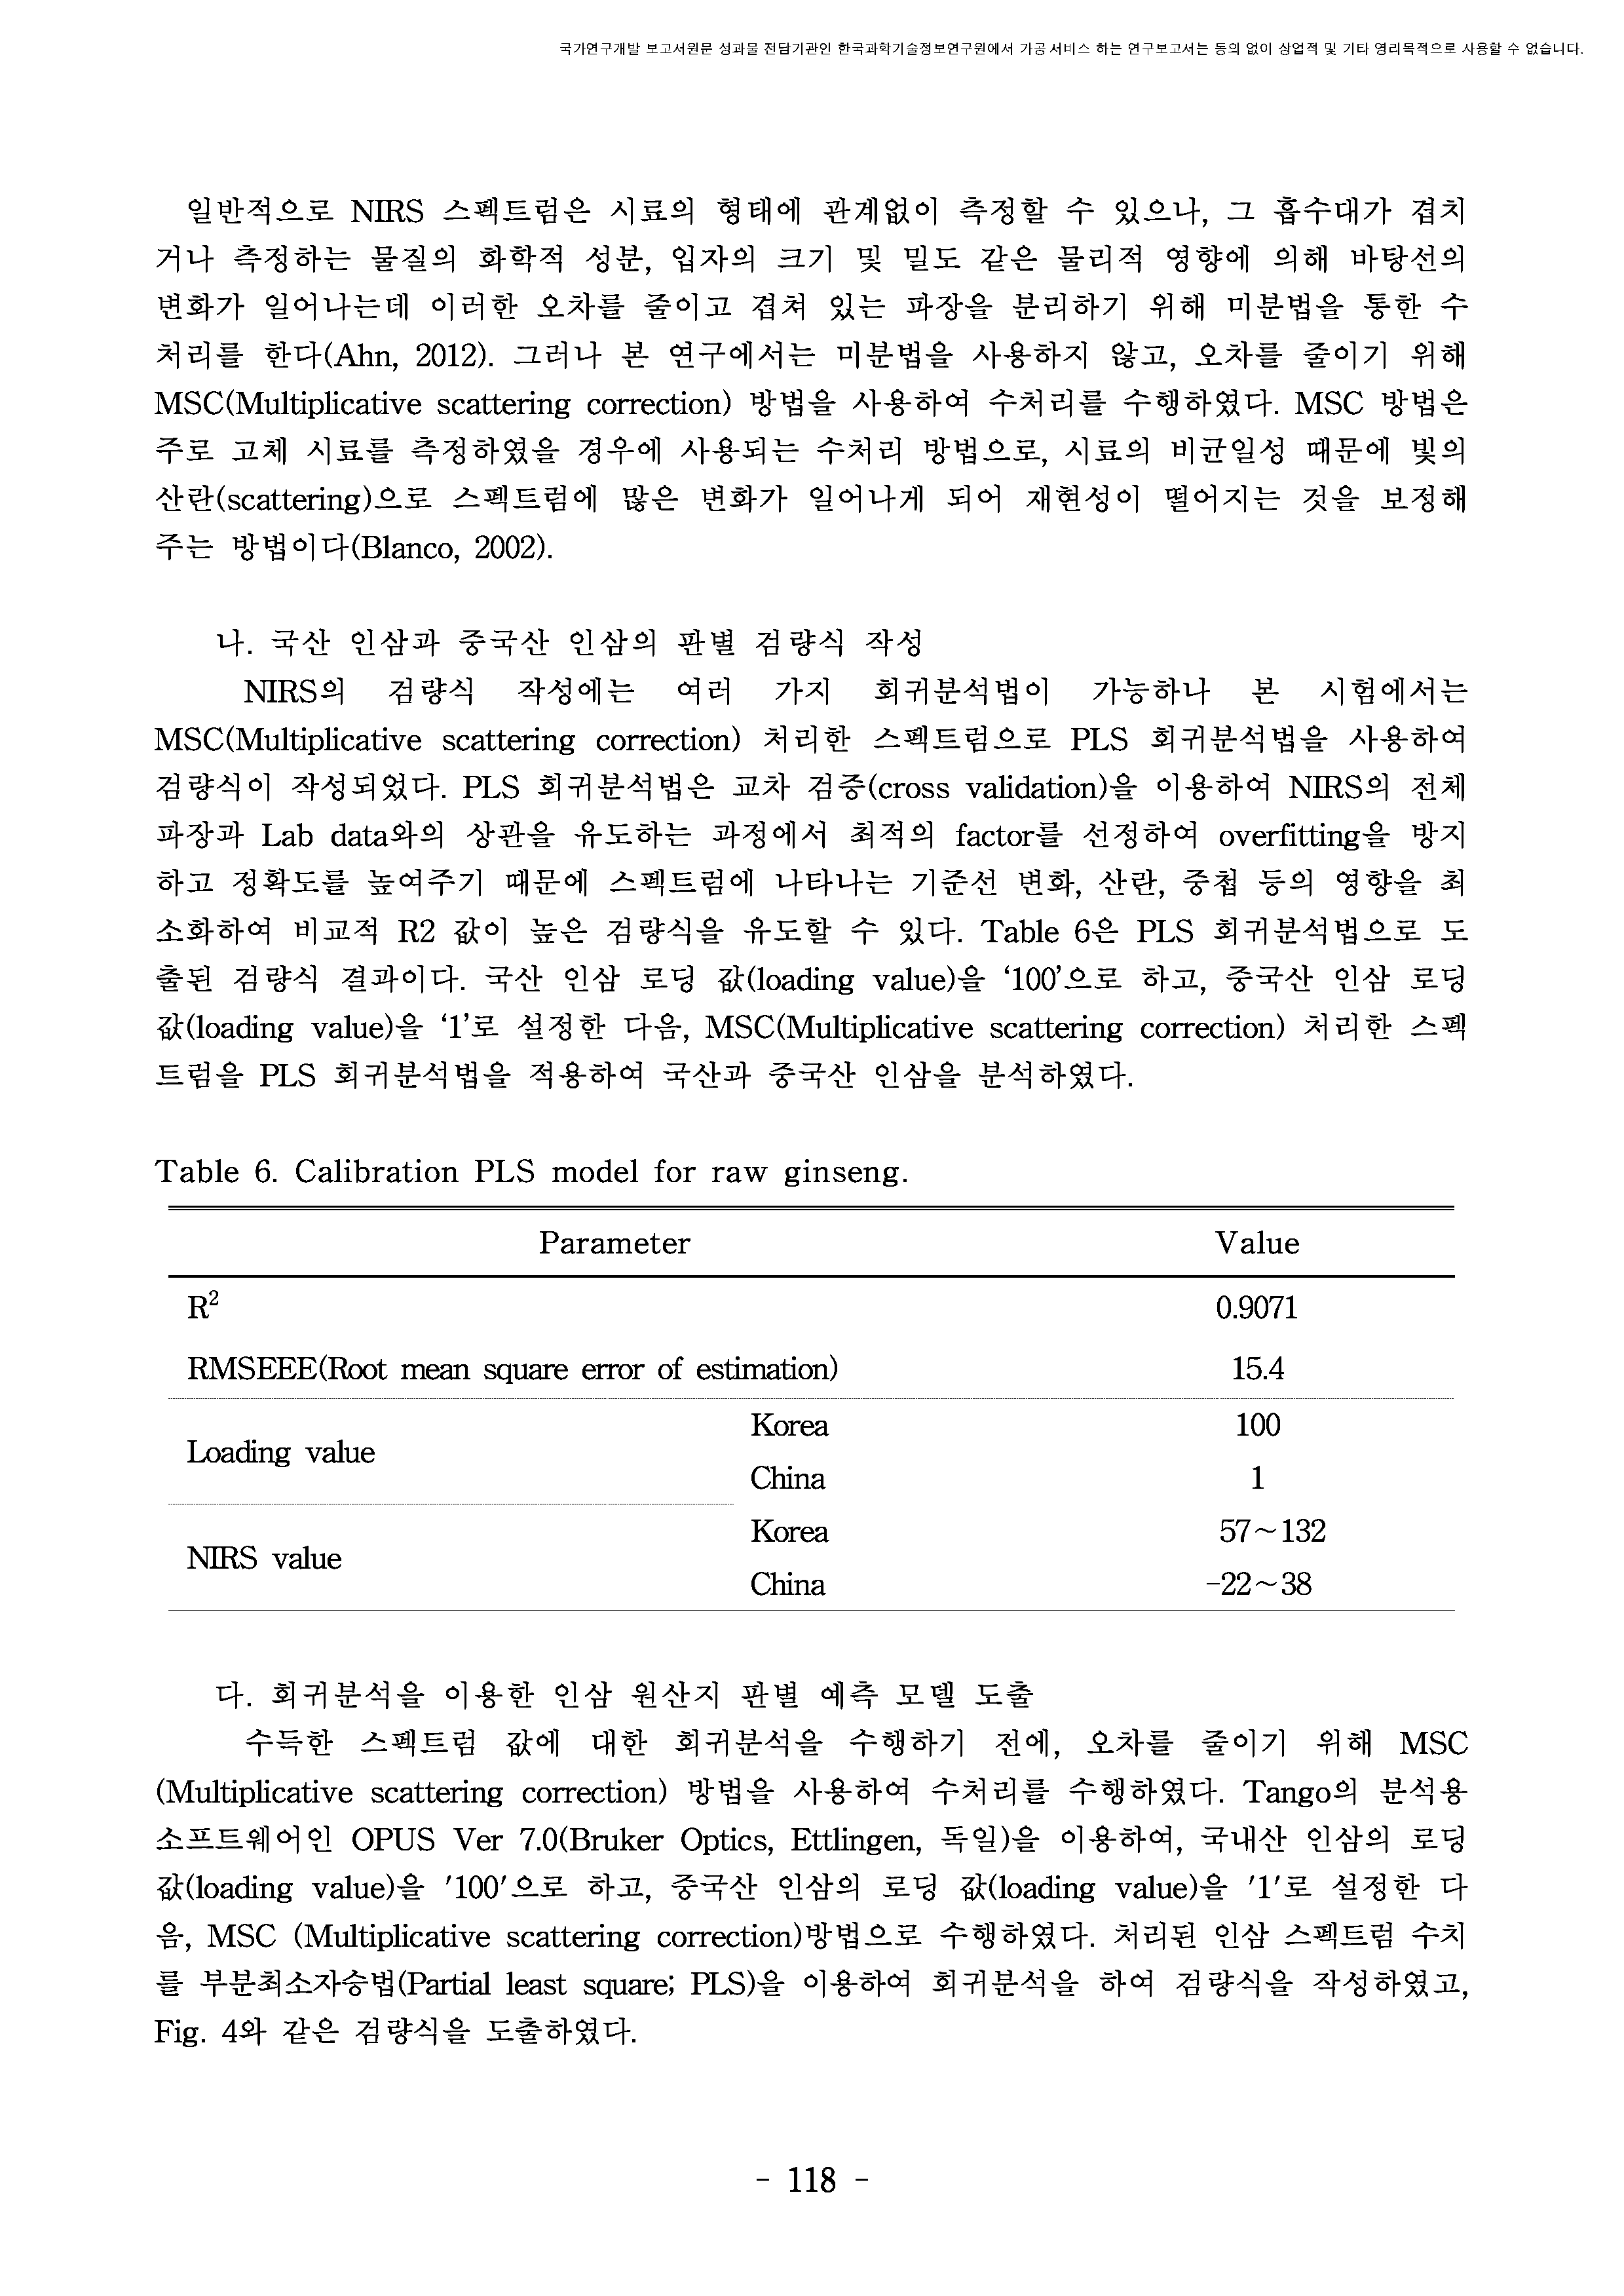 국가연구개발 보고서원문 성과물 전담기관인 한국과학기술정보연구원에서 가공·서비스 하는 연구보고서는 동의 없이 상업적 및 기타 영리목적으로 사용할 수 없습니다.
일반적으로 NIRS 스펙트럼은 시료의 형태에 관계없이 측정할 수 있으나, 그 흡수대가 겹치
거나 측정하는 물질의 화학적 성분, 입자의 크기 및 밀도 같은 물리적 영향에 의해 바탕선의
변화가 일어나는데 이러한 오차를 줄이고 겹쳐 있는 파장을 분리하기 위해 미분법을 통한 수
처리를 한다(Ahn, 2012). 그러나 본 연구에서는 미분법을 사용하지 않고, 오차를 줄이기 위해
MSC(Multiplicative scattering correction) 방법을 사용하여 수처리를 수행하였다. MSC 방법은
주로 고체 시료를 측정하였을 경우에 사용되는 수처리 방법으로, 시료의 비균일성 때문에 빛의
산란(scattering)으로 스펙트럼에 많은 변화가 일어나게 되어 재현성이 떨어지는 것을 보정해
주는 방법이다(Blanco, 2002).
나. 국산 인삼과 중국산 인삼의 판별 검량식 작성
NIRS의 검량식 작성에는 여러 가지 회귀분석법이 가능하나 본 시험에서는
MSC(Multiplicative scattering correction) 처리한 스펙트럼으로 PLS 회귀분석법을 사용하여
검량식이 작성되었다. PLS 회귀분석법은 교차 검증(cross validation)을 이용하여 NIRS의 전체
파장과 Lab data와의 상관을 유도하는 과정에서 최적의 factor를 선정하여 overfitting을 방지
하고 정확도를 높여주기 때문에 스펙트럼에 나타나는 기준선 변화, 산란, 중첩 등의 영향을 최
소화하여 비교적 R2 값이 높은 검량식을 유도할 수 있다. Table 6은 PLS 회귀분석법으로 도
출된 검량식 결과이다. 국산 인삼 로딩 값(loading value)을 ‘100’으로 하고, 중국산 인삼 로딩
값(loading value)을 ‘1’로 설정한 다음, MSC(Multiplicative scattering correction) 처리한 스펙
트럼을 PLS 회귀분석법을 적용하여 국산과 중국산 인삼을 분석하였다.
Table 6. Calibration PLS model for raw ginseng.
Parameter Value
R² 0.9071
RMSEEE(Root mean square error of estimation) 15.4
Loading value Korea 100
China 1
NIRS value Korea 57~132
China -22~38
다. 회귀분석을 이용한 인삼 원산지 판별 예측 모델 도출
수득한 스펙트럼 값에 대한 회귀분석을 수행하기 전에, 오차를 줄이기 위해 MSC
(Multiplicative scattering correction) 방법을 사용하여 수처리를 수행하였다. Tango의 분석용
소프트웨어인 OPUS Ver 7.0(Bruker Optics, Ettlingen, 독일)을 이용하여, 국내산 인삼의 로딩
값(loading value)을 '100'으로 하고, 중국산 인삼의 로딩 값(loading value)을 '1'로 설정한 다
음, MSC (Multiplicative scattering correction)방법으로 수행하였다. 처리된 인삼 스펙트럼 수치
를 부분최소자승법(Partial least square; PLS)을 이용하여 회귀분석을 하여 검량식을 작성하였고,
Fig. 4와 같은 검량식을 도출하였다.
- 118 -